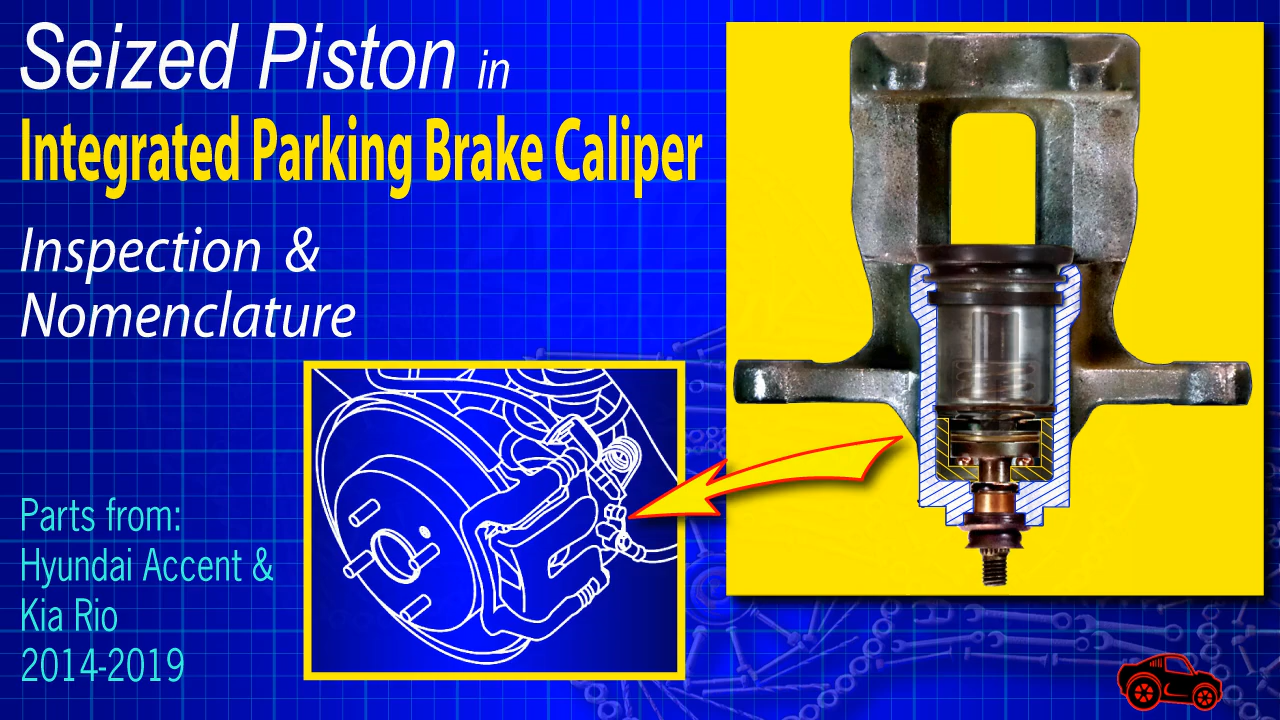 Seized Piston in
Integrated Parking Brake Caliper
Inspection &
Nomenclature
Parts from:
Hyundai Accent &
Kia Rio
2014-2019